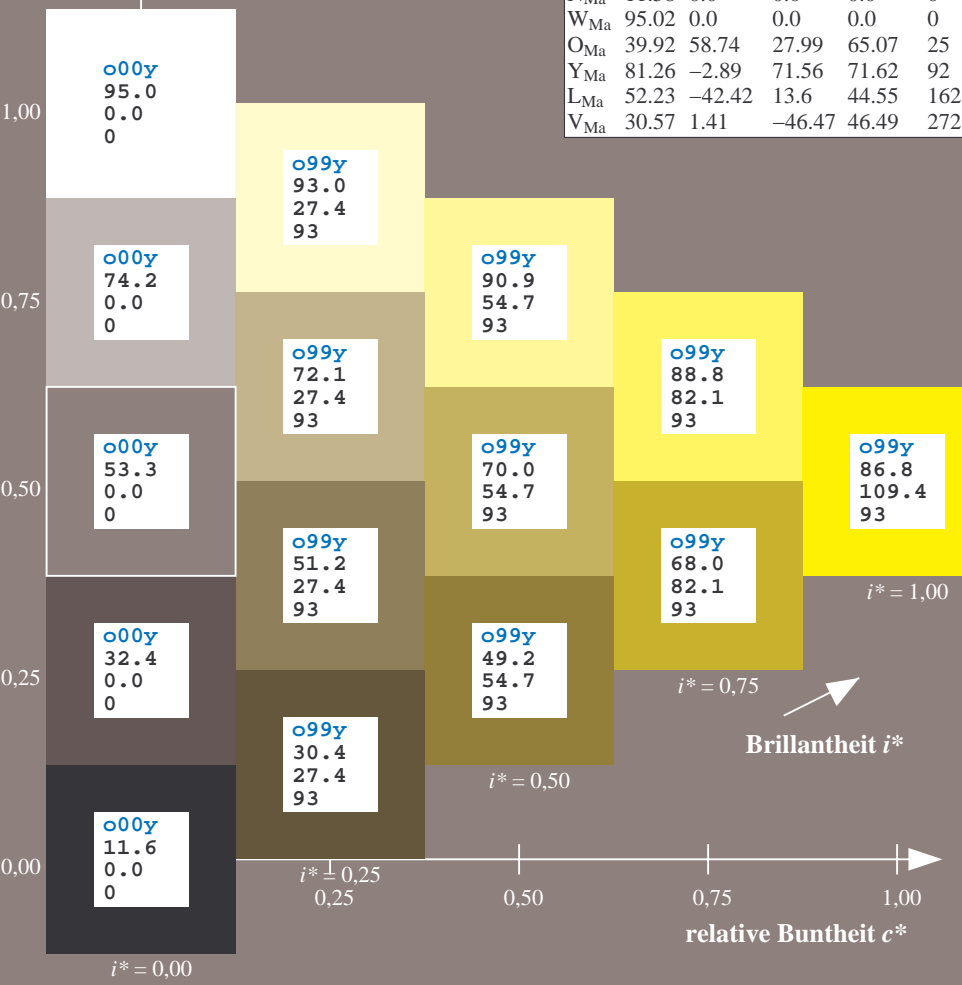 W Ma 95.02 0.0 0.0 0.0 0
O Ma 39.92 58.74 27.99 65.07 25
Y Ma 81.26 –2.89 71.56 71.62 92
L Ma 52.23 –42.42 13.6 44.55 162
V Ma 30.57 1.41 –46.47 46.49 272
1,00
o00y
95.0
0.0
0
o99y
93.0
27.4
93
0,75
o00y
74.2
0.0
0
o99y
90.9
54.7
93
o99y
72.1
27.4
93
o99y
88.8
82.1
93
0,50
o00y
53.3
0.0
0
o99y
70.0
54.7
93
o99y
86.8
109.4
93
i* = 1,00
o99y
51.2
27.4
93
o99y
68.0
82.1
93
i* = 0,75
0,25
o00y
32.4
0.0
0
o99y
49.2
54.7
93
i* = 0,50
Brillantheit i*
o99y
30.4
27.4
93
i* = 0,25
0,00
o00y
11.6
0.0
0
i* = 0,00
0,25 0,50 0,75 1,00
relative Buntheit c*